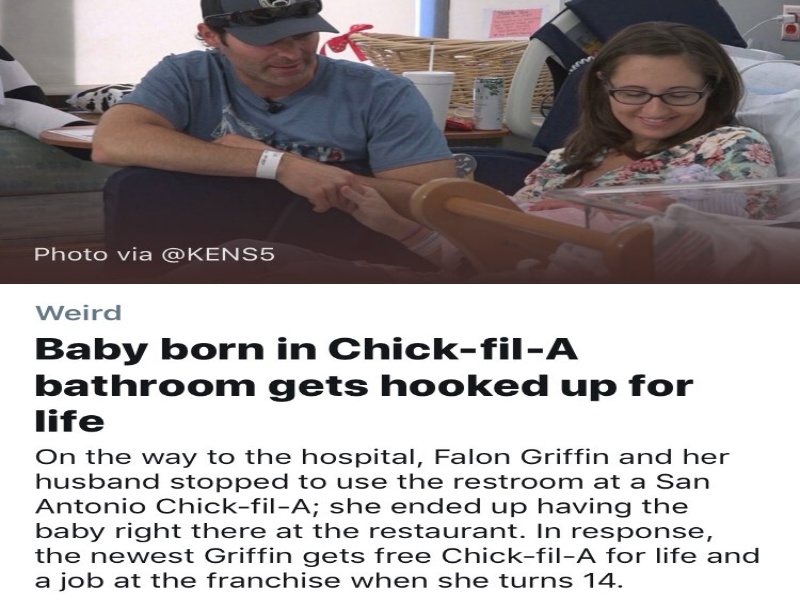 Photo via @KENS5
Weird
Baby born in Chick-fil-A
bathroom gets hooked up for
life
On the way to the hospital, Falon Griffin and her
husband stopped to use the restroom at a San
Antonio Chick-fil-A; she ended up having the
baby right there at the restaurant. In response,
the newest Griffin gets free Chick-fil-A for life and
a job at the franchise when she turns 14.